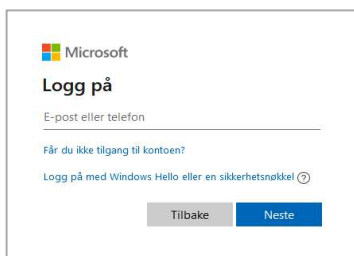 Microsoft
Logg på
E-post eller telefon
Får du ikke tilgang til kontoen?
Logg på med Windows Hello eller en sikkerhetsnøkkel ?
Tilbake
Neste